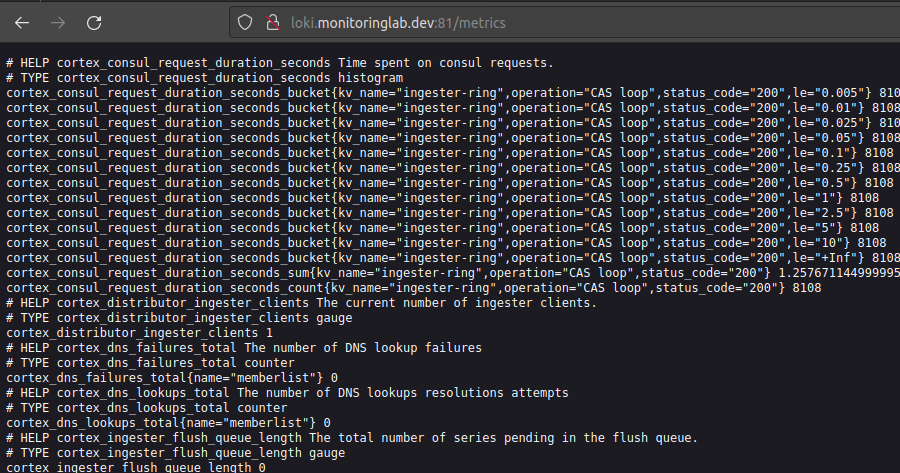 loki.monitoringlab.dev:81/metrics
# HELP cortex_consul_request_duration_seconds Time spent on consul requests.
# TYPE cortex_consul_request_duration_seconds histogram
cortex_consul_request_duration_seconds_bucket{kv_name="ingester-ring",operation="CAS loop",status_code="200",le="0.005"} 8108
cortex_consul_request_duration_seconds_bucket{kv_name="ingester-ring",operation="CAS loop",status_code="200",le="0.01"} 8108
cortex_consul_request_duration_seconds_bucket{kv_name="ingester-ring",operation="CAS loop",status_code="200",le="0.025"} 8108
cortex_consul_request_duration_seconds_bucket{kv_name="ingester-ring",operation="CAS loop",status_code="200",le="0.05"} 8108
cortex_consul_request_duration_seconds_bucket{kv_name="ingester-ring",operation="CAS loop",status_code="200",le="0.1"} 8108
cortex_consul_request_duration_seconds_bucket{kv_name="ingester-ring",operation="CAS loop",status_code="200",le="0.25"} 8108
cortex_consul_request_duration_seconds_bucket{kv_name="ingester-ring",operation="CAS loop",status_code="200",le="0.5"} 8108
cortex_consul_request_duration_seconds_bucket{kv_name="ingester-ring",operation="CAS loop",status_code="200",le="1"} 8108
cortex_consul_request_duration_seconds_bucket{kv_name="ingester-ring",operation="CAS loop",status_code="200",le="2.5"} 8108
cortex_consul_request_duration_seconds_bucket{kv_name="ingester-ring",operation="CAS loop",status_code="200",le="5"} 8108
cortex_consul_request_duration_seconds_bucket{kv_name="ingester-ring",operation="CAS loop",status_code="200",le="10"} 8108
cortex_consul_request_duration_seconds_bucket{kv_name="ingester-ring",operation="CAS loop",status_code="200",le="+Inf"} 8108
cortex_consul_request_duration_seconds_sum{kv_name="ingester-ring",operation="CAS loop",status_code="200"} 1.257671144999995
cortex_consul_request_duration_seconds_count{kv_name="ingester-ring",operation="CAS loop",status_code="200"} 8108
# HELP cortex_distributor_ingester_clients The current number of ingester clients.
# TYPE cortex_distributor_ingester_clients gauge
cortex_distributor_ingester_clients 1
# HELP cortex_dns_failures_total The number of DNS lookup failures
# TYPE cortex_dns_failures_total counter
cortex_dns_failures_total{name="memberlist"} 0
# HELP cortex_dns_lookups_total The number of DNS lookups resolutions attempts
# TYPE cortex_dns_lookups_total counter
cortex_dns_lookups_total{name="memberlist"} 0
# HELP cortex_ingester_flush_queue_length The total number of series pending in the flush queue.
# TYPE cortex_ingester_flush_queue_length gauge
cortex_ingester_flush_queue_length 0